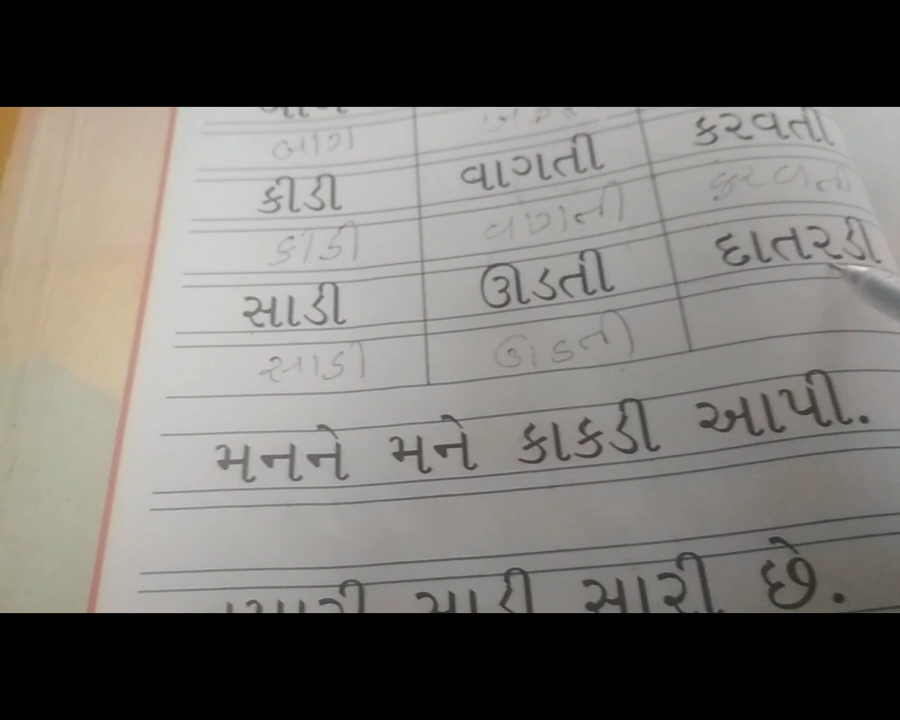 બાગ કરવતી
કીડી વાગતી કરવતી
કીડી વાગતી દાતરડી
સાડી ઊડતી
સાડી ઊડતી
મનને મને કાકડી આપી.
સારી છે.